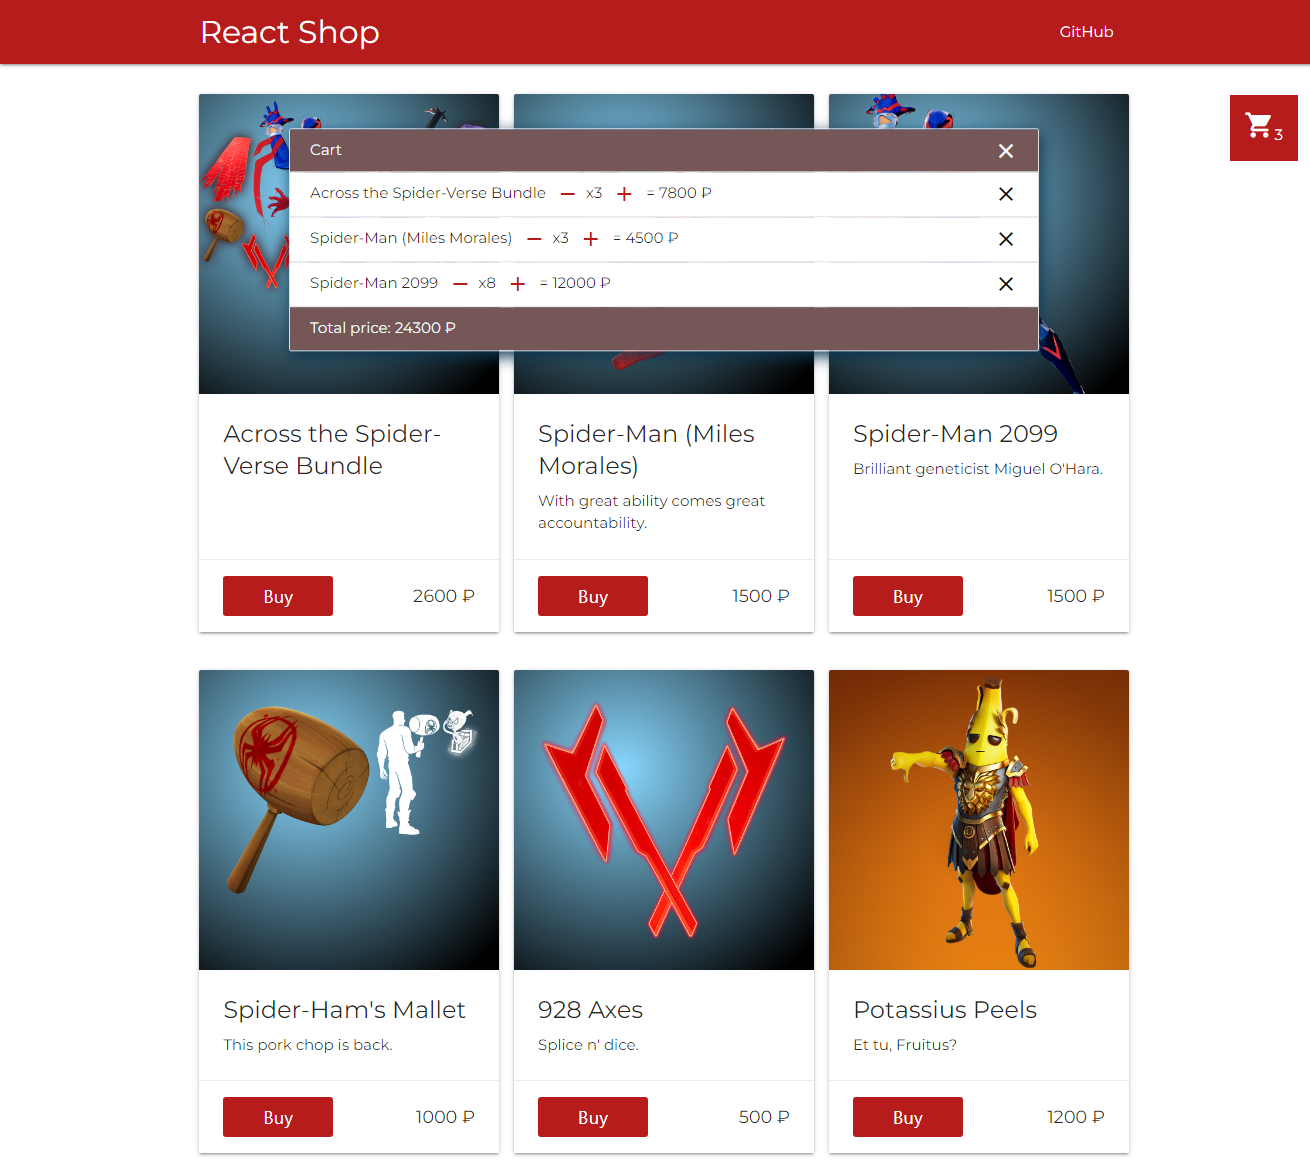 React Shop
GitHub
3
Cart
Across the Spider-Verse Bundle x3 = 7800 ₽
Spider-Man (Miles Morales) x3 = 4500 ₽
Spider-Man 2099 x8 = 12000 ₽
Total price: 24300 ₽
Across the Spider-
Verse Bundle
Buy 2600 ₽
Spider-Man (Miles
Morales)
With great ability comes great
accountability.
Buy 1500 ₽
Spider-Man 2099
Brilliant geneticist Miguel O'Hara.
Buy 1500 ₽
Spider-Ham's Mallet
This pork chop is back.
Buy 1000 ₽
928 Axes
Splice n' dice.
Buy 500 ₽
Potassius Peels
Et tu, Fruitus?
Buy 1200 ₽